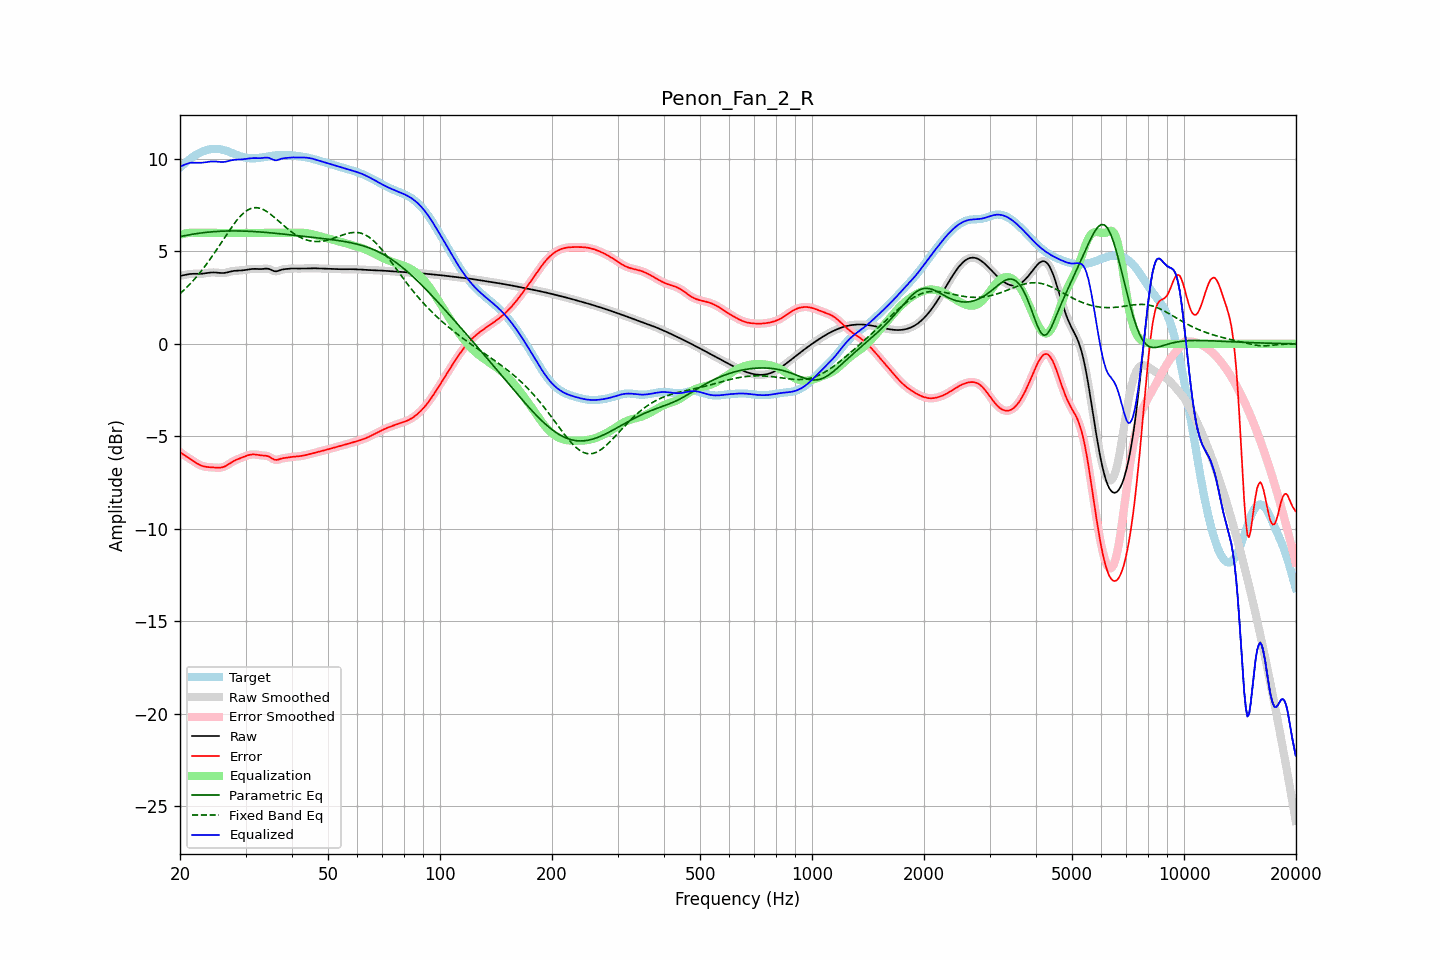 Penon_Fan_2_R
Amplitude (dBr)
10
5
0
−5
−10
−15
−20
−25
Target
Raw Smoothed
Error Smoothed
Raw
Error
Equalization
Parametric Eq
Fixed Band Eq
Equalized
20 50 100 200 500 1000 2000 5000 10000 20000
Frequency (Hz)